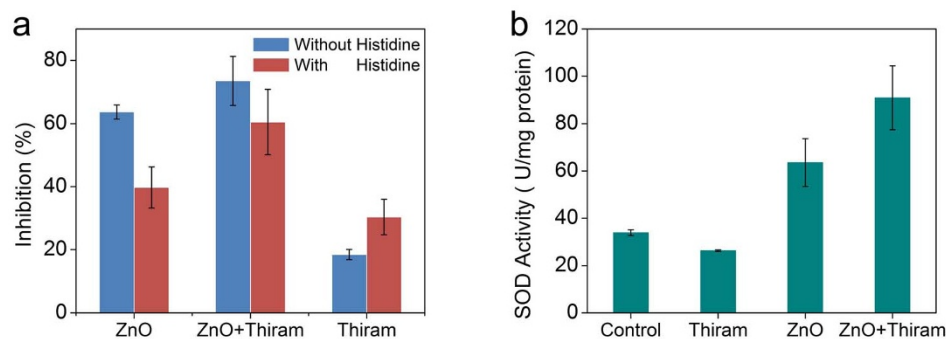 a
Without Histidine
With Histidine
80
60
40
20
0
Inhibition (%)
ZnO
ZnO+Thiram
Thiram
b
120
100
80
60
40
20
0
SOD Activity ( U/mg protein)
Control
Thiram
ZnO
ZnO+Thiram